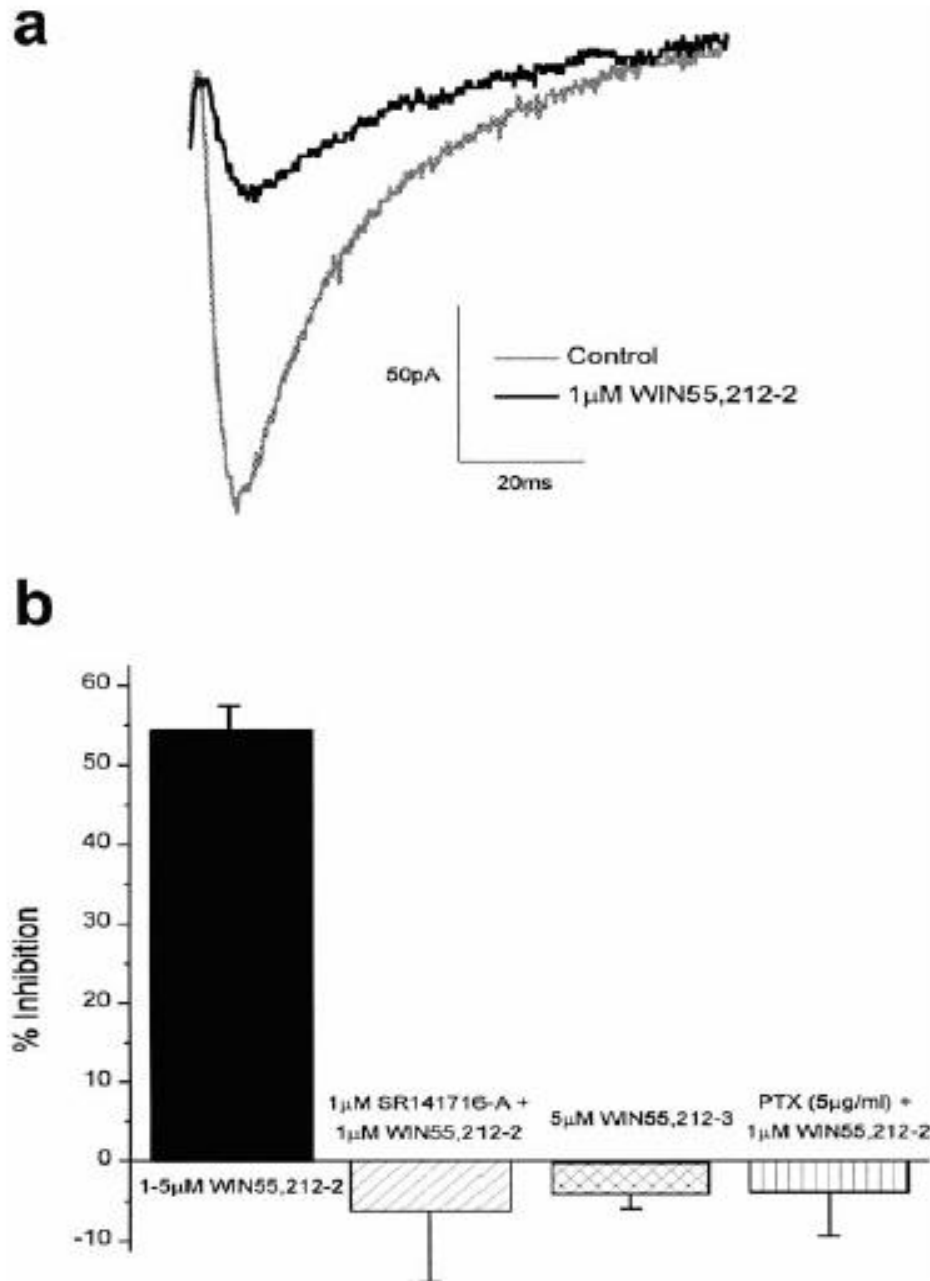 a
50pA
20ms
Control
1μM WIN55,212-2
b
% Inhibition
60
50
40
30
20
10
0
-10
1-5μM WIN55,212-2
1μM SR141716-A +
1μM WIN55,212-2
5μM WIN55,212-3
PTX (5μg/ml) +
1μM WIN55,212-2